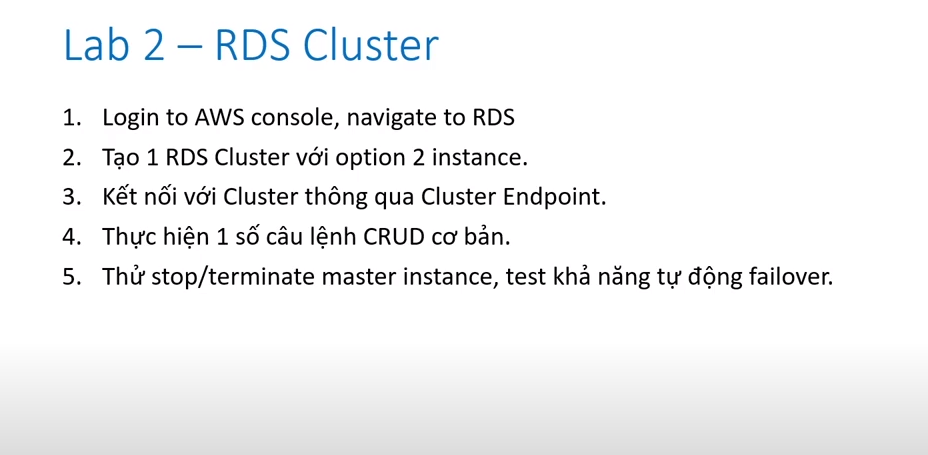 Lab 2 – RDS Cluster
1. Login to AWS console, navigate to RDS
2. Tạo 1 RDS Cluster với option 2 instance.
3. Kết nối với Cluster thông qua Cluster Endpoint.
4. Thực hiện 1 số câu lệnh CRUD cơ bản.
5. Thử stop/terminate master instance, test khả năng tự động failover.